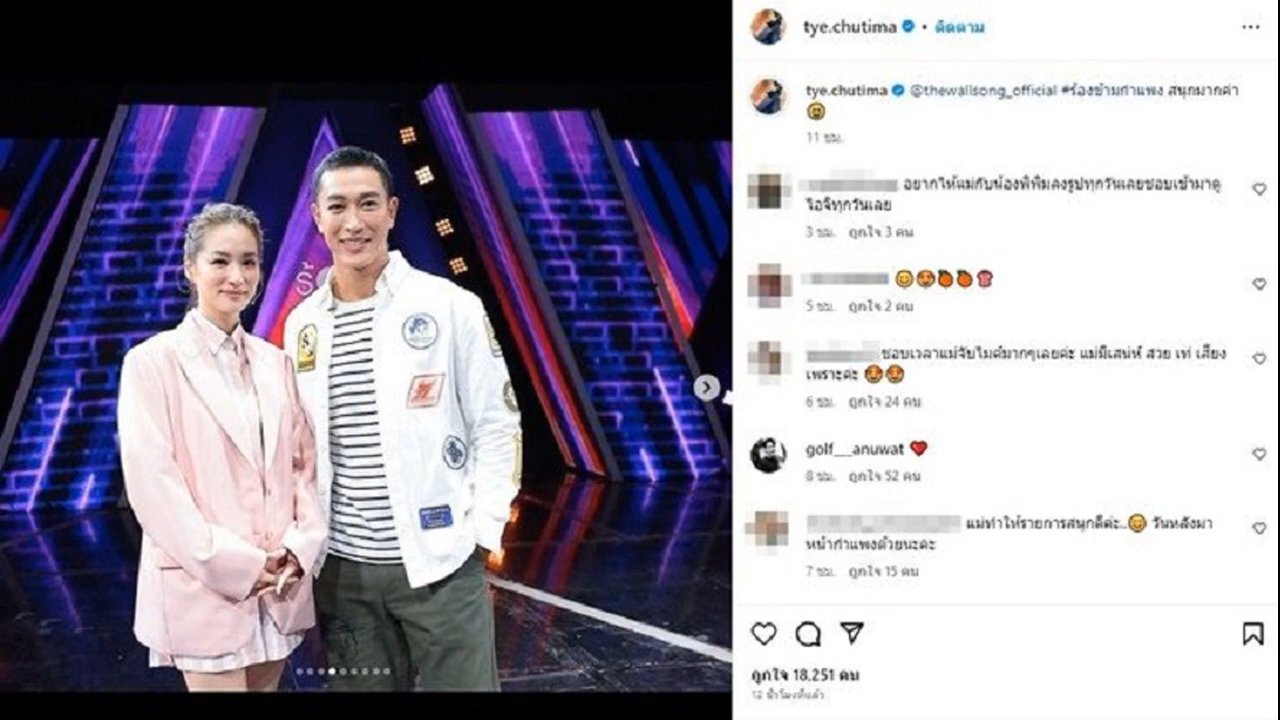 tye.chutima • ติดตาม
tye.chutima @thewallsong_official #ร้องข้ามกำแพง สนุกมากค่า
11 ชม.
อยากให้แม่กับน้องพิพิมลงรูปทุกวันเลยชอบเข้ามาดู
ไอจีทุกวันเลย
3 ชม. ถูกใจ 3 คน
5 ชม. ถูกใจ 2 คน
ชอบเวลาแม่จับไมค์มากๆเลยค่ะ แม่มีเสน่ห์ สวย เท่ เสียง
เพราะค่ะ
6 ชม. ถูกใจ 24 คน
golf__anuwat
8 ชม. ถูกใจ 52 คน
แม่ทำให้รายการสนุกดีค่ะ.. วันหลังมา
หน้ากำแพงด้วยนะคะ
7 ชม. ถูกใจ 15 คน
ถูกใจ 18,251 คน
12 ชั่วโมงที่แล้ว